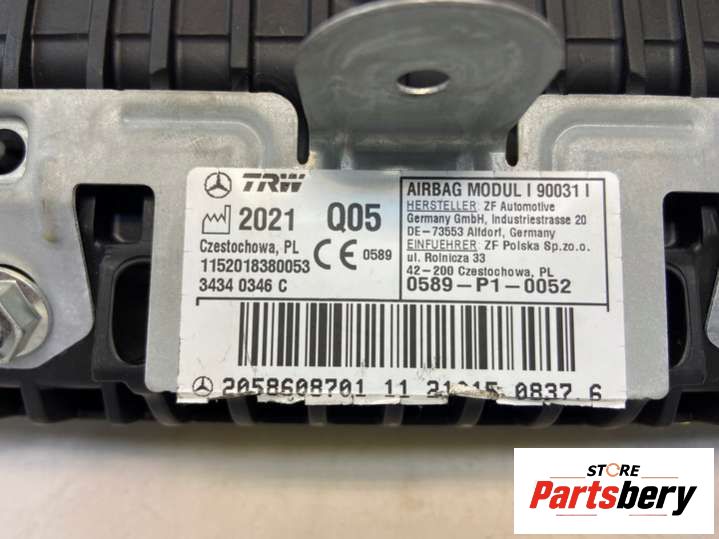 TRW
2021 Q05
Czestochowa, PL
1152018380053
3434 0346 C
CE 0589
AIRBAG MODUL I 90031 I
HERSTELLER: ZF Automotive
Germany GmbH, Industriestrasse 20
DE-73553 Alfdorf, Germany
EINFUEHRER: ZF Polska Sp.zo.o.
ul. Rolnicza 33
42-200 Czestochowa, PL
0589-P1-0052
2058608701 11 0837 6
STORE
Partsbery